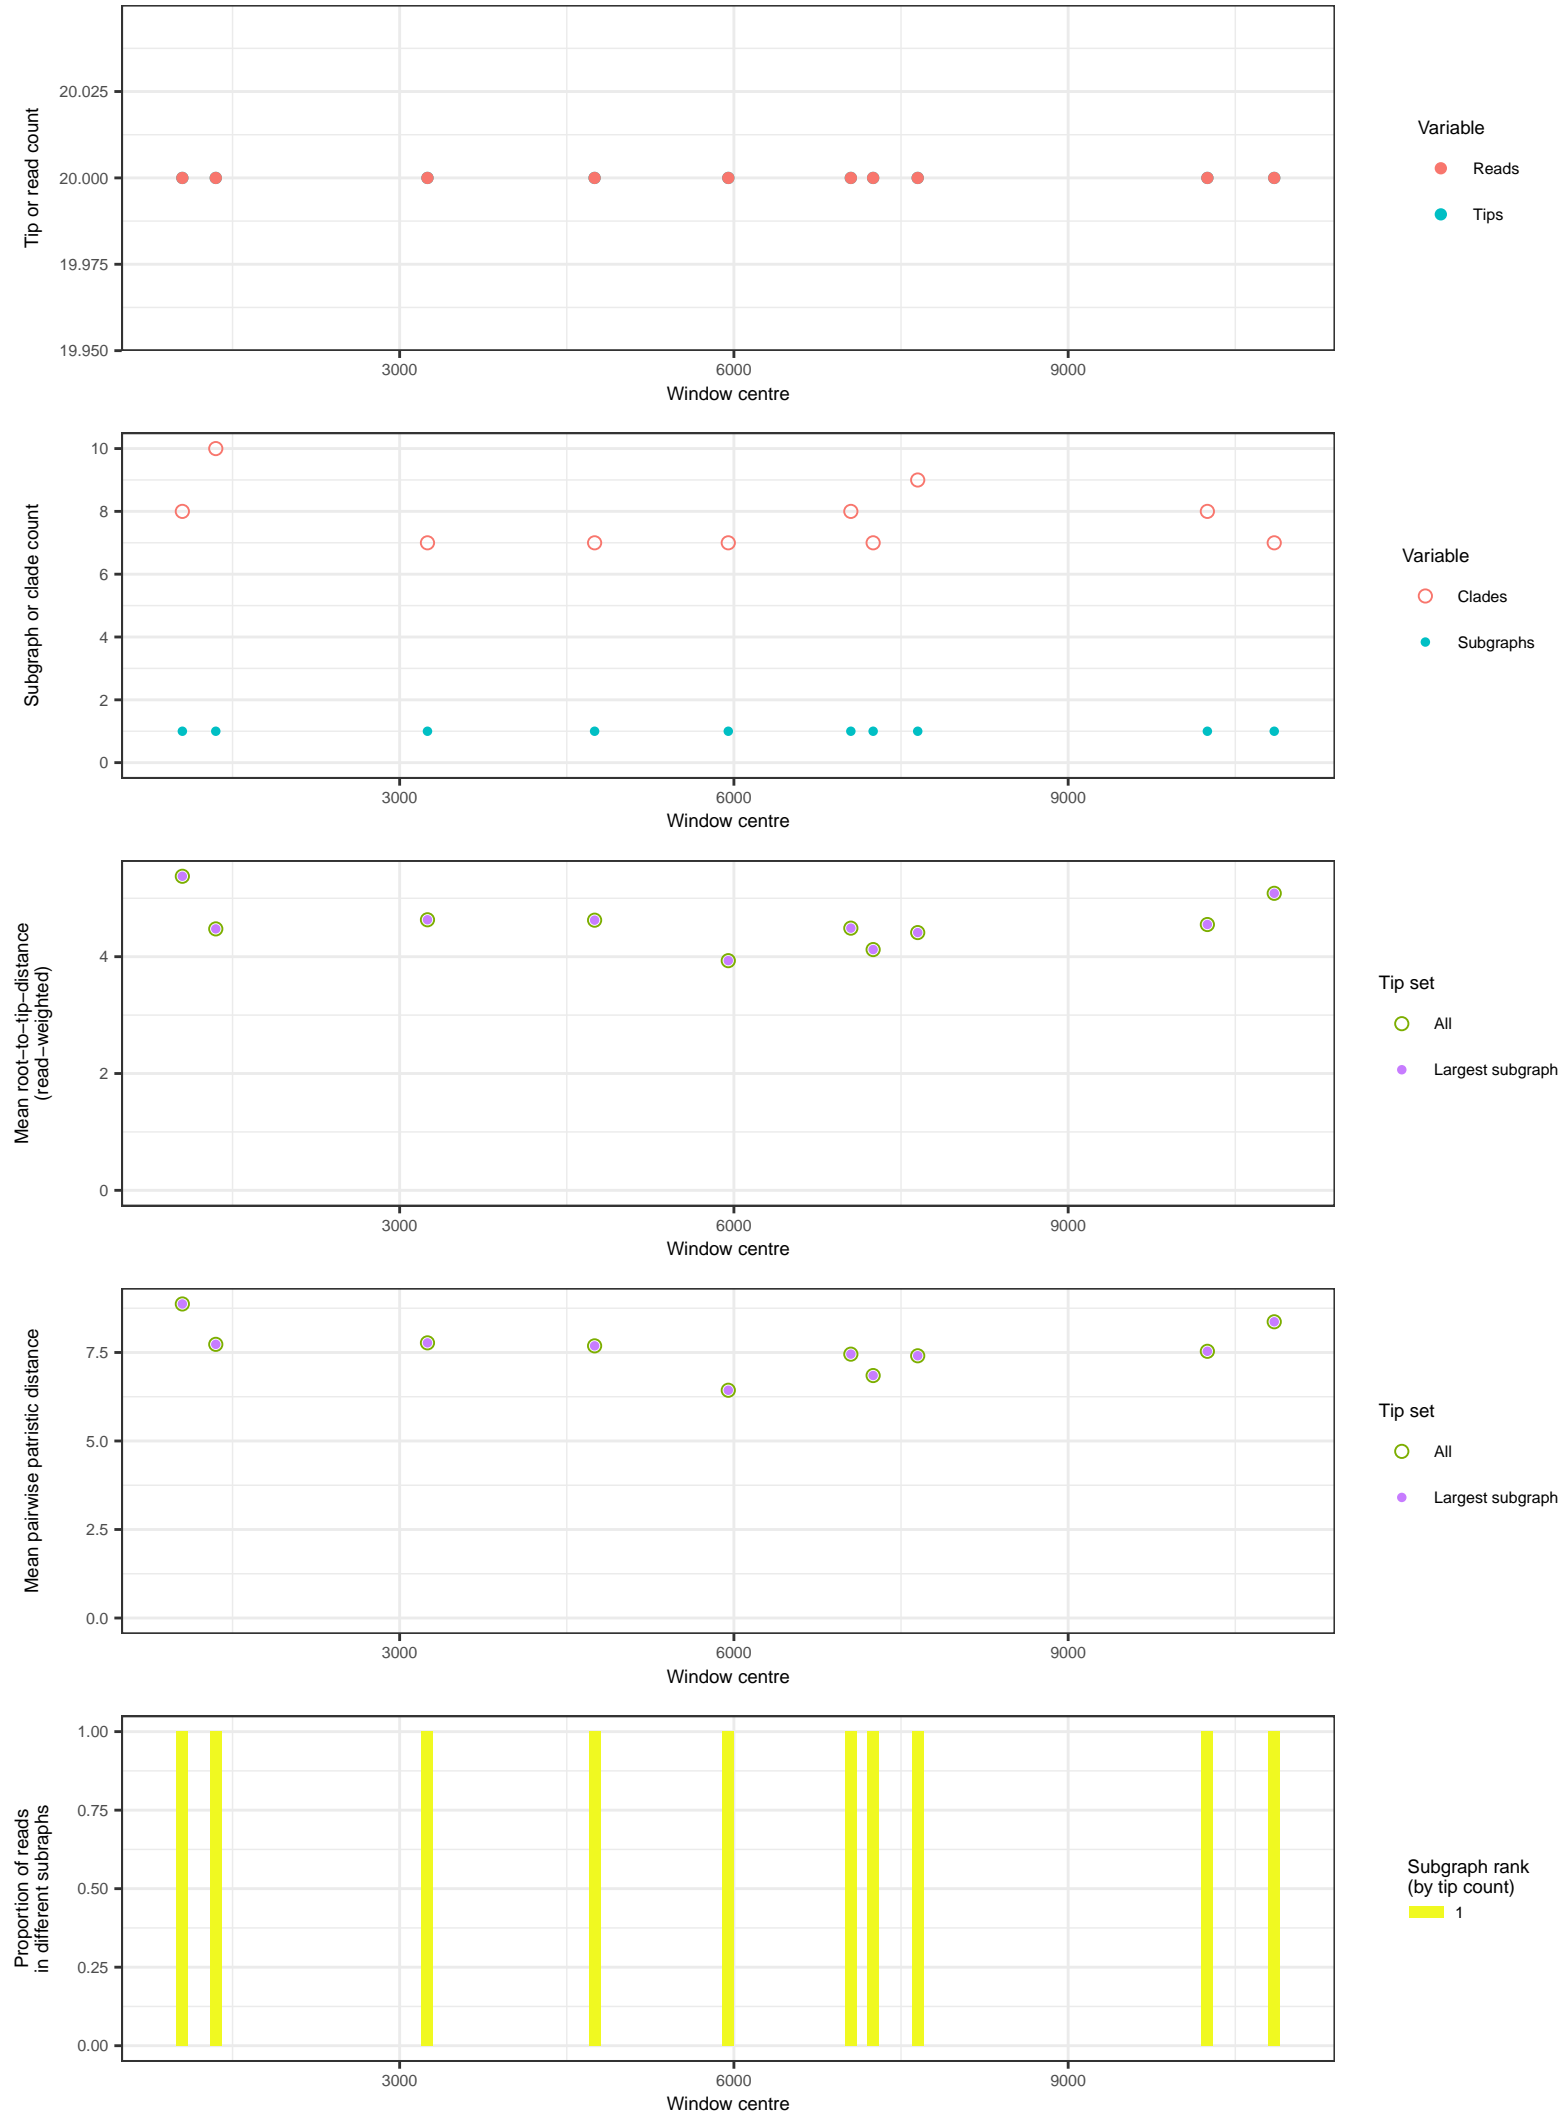 20.025
20.000
19.975
19.950
Tip or read count
3000
6000
9000
Window centre
Variable
Reads
Tips
10
8
6
4
2
0
Subgraph or clade count
3000
6000
9000
Window centre
Variable
Clades
Subgraphs
4
2
0
Mean root−to−tip−distance
(read−weighted)
3000
6000
9000
Window centre
Tip set
All
Largest subgraph
7.5
5.0
2.5
0.0
Mean pairwise patristic distance
3000
6000
9000
Window centre
Tip set
All
Largest subgraph
1.00
0.75
0.50
0.25
0.00
Proportion of reads
in different subraphs
3000
6000
9000
Window centre
Subgraph rank
(by tip count)
1